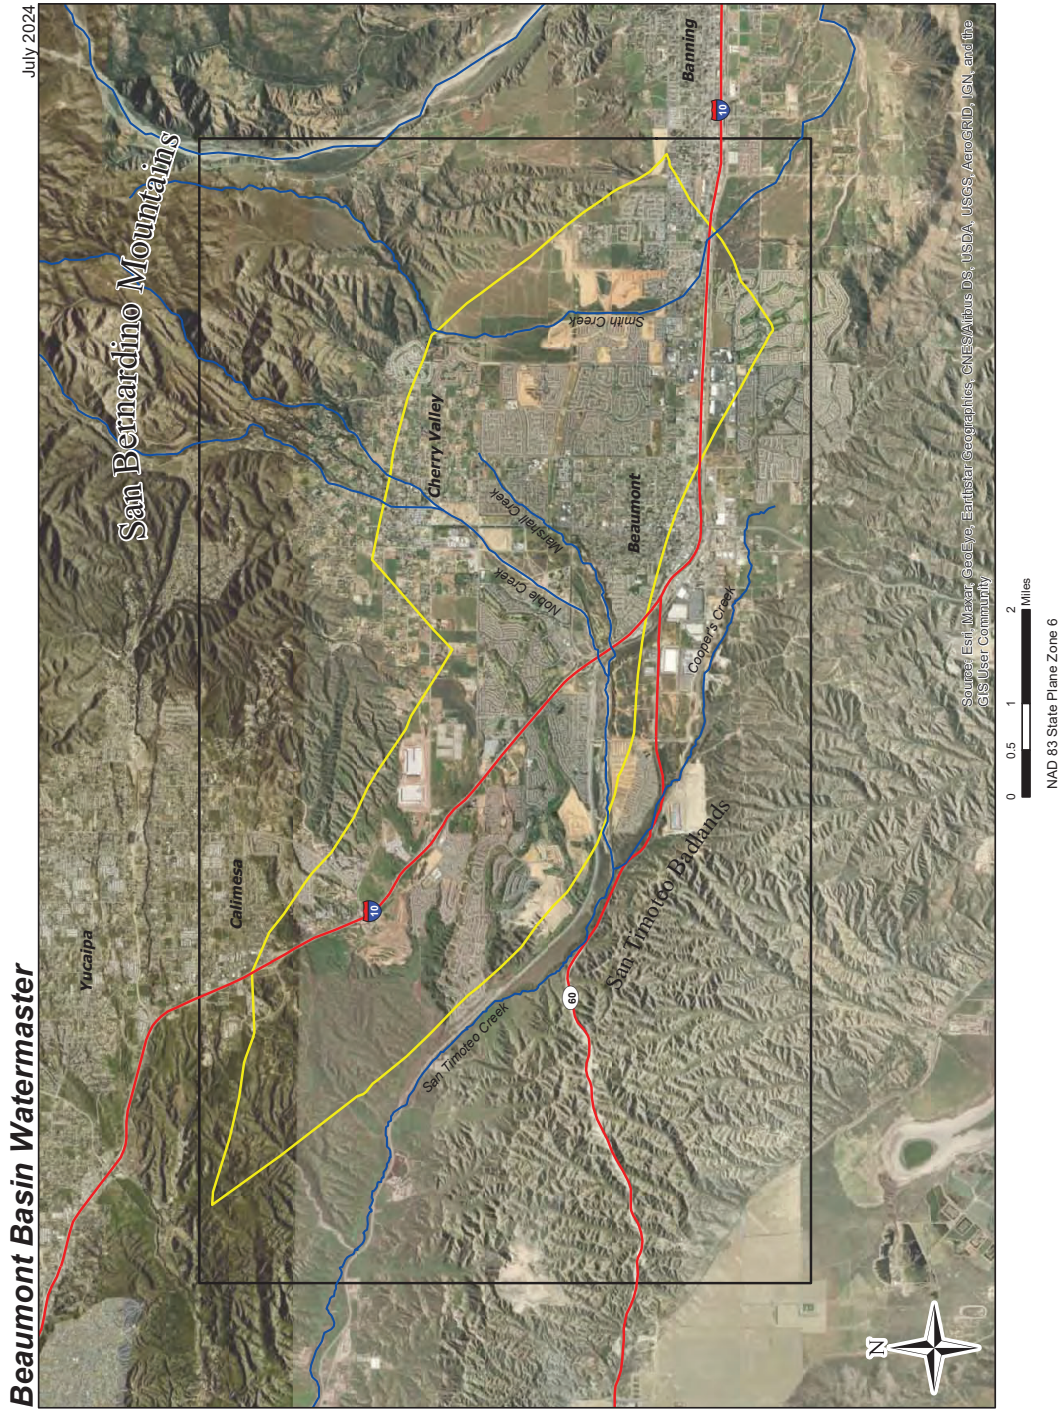 Beaumont Basin Watermaster
July 2024
San Bernardino Mountains
Yucaipa
Calimesa
Cherry Valley
Banning
Beaumont
Smith Creek
Marshall Creek
Noble Creek
Cooper's Creek
San Timoteo Creek
San Timoteo Badlands
10
10
60
N
Source: Esri, Maxar, GeoEye, Earthstar Geographics, CNES/Airbus DS, USDA, USGS, AeroGRID, IGN, and the
GIS User Community
0 0.5 1 2
Miles
NAD 83 State Plane Zone 6